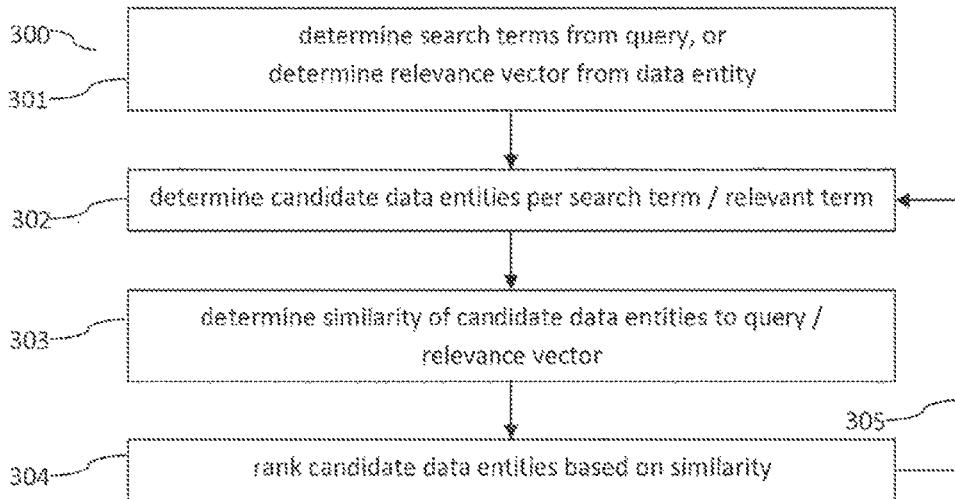 300
determine search terms from query, or
determine relevance vector from data entity
301
determine candidate data entities per search term / relevant term
302
determine similarity of candidate data entities to query /
relevance vector
303
305
rank candidate data entities based on similarity
304